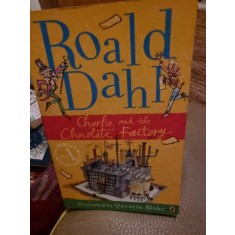 Roald
Dahl
Charlie and the
Chocolate Factory
Illustrated by Quentin Blake